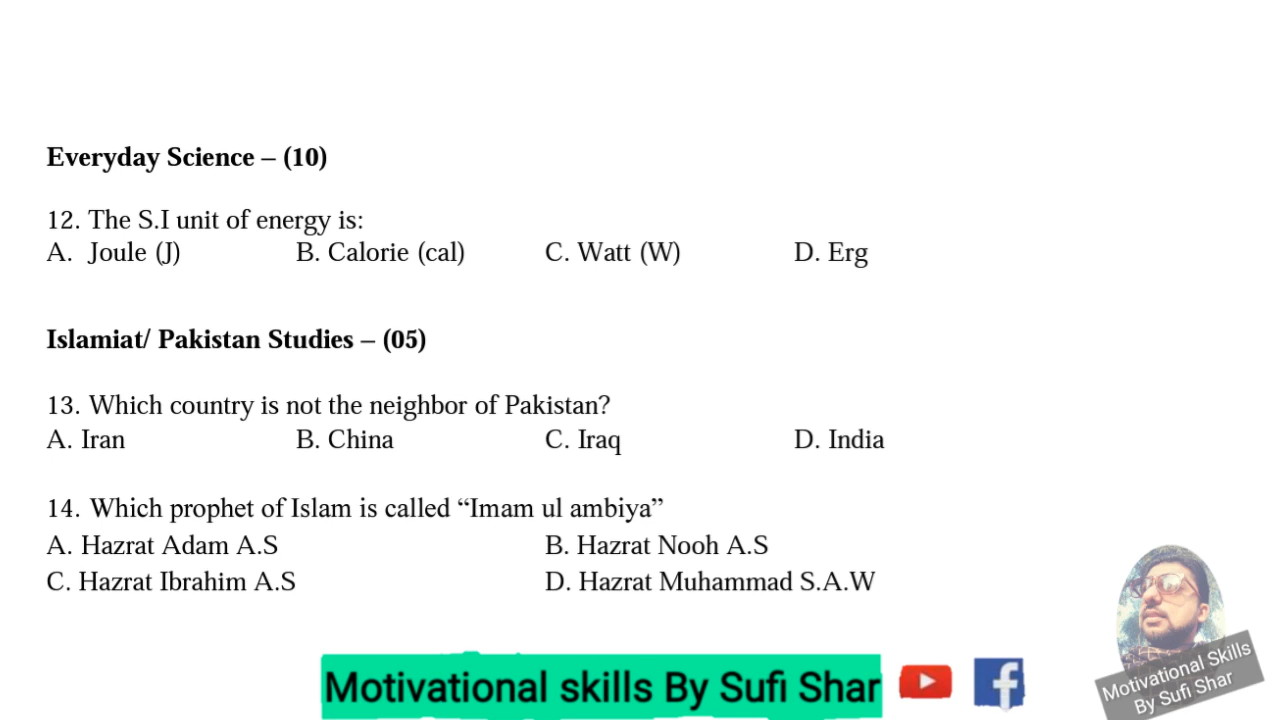 Everyday Science – (10)
12. The S.I unit of energy is:
A. Joule (J) B. Calorie (cal) C. Watt (W) D. Erg
Islamiat/ Pakistan Studies – (05)
13. Which country is not the neighbor of Pakistan?
A. Iran B. China C. Iraq D. India
14. Which prophet of Islam is called “Imam ul ambiya”
A. Hazrat Adam A.S B. Hazrat Nooh A.S
C. Hazrat Ibrahim A.S D. Hazrat Muhammad S.A.W
Motivational skills By Sufi Shar
Motivational Skills
By Sufi Shar